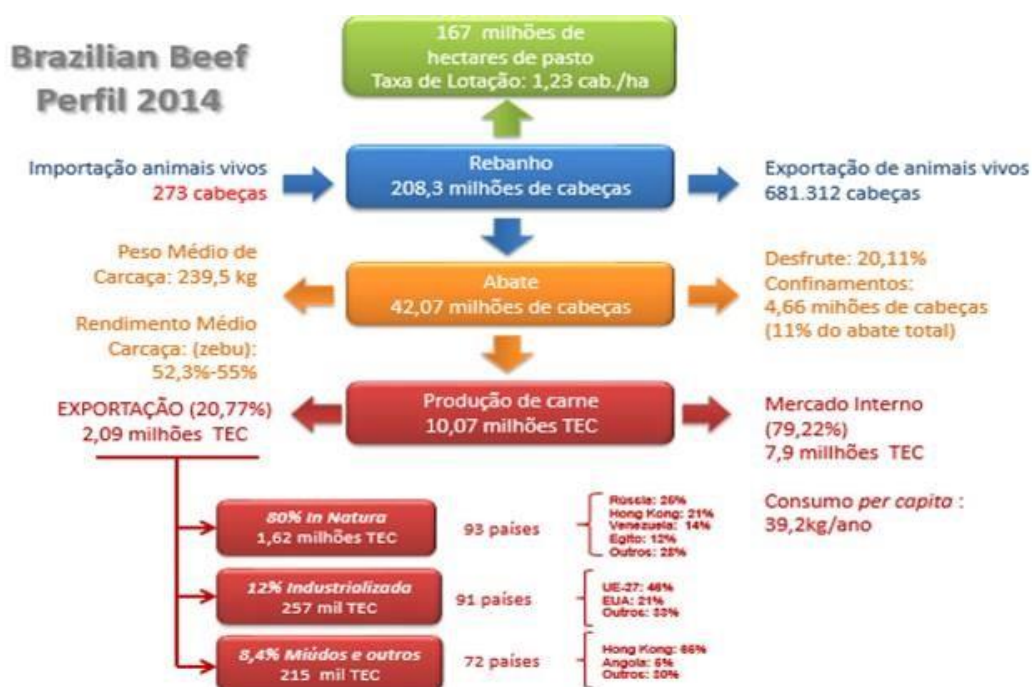 Brazilian Beef
Perfil 2014
167 milhões de
hectares de pasto
Taxa de Lotação: 1,23 cab./ha
Importação animais vivos
273 cabeças
Rebanho
208,3 milhões de cabeças
Exportação de animais vivos
681.312 cabeças
Peso Médio de
Carcaça: 239,5 kg
Rendimento Médio
Carcaça: (zebu):
52,3%-55%
Abate
42,07 milhões de cabeças
Desfrute: 20,11%
Confinamentos:
4,66 mihões de cabeças
(11% do abate total)
EXPORTAÇÃO (20,77%)
2,09 milhões TEC
Produção de carne
10,07 milhões TEC
Mercado Interno
(79,22%)
7,9 millhões TEC
Consumo per capita :
39,2kg/ano
80% In Natura
1,62 milhões TEC
93 países
Rússia: 25%
Hong Kong: 21%
Venezuela: 14%
Egito: 12%
Outros: 28%
12% Industriolizada
257 mil TEC
91 países
UE-27: 46%
EUA: 21%
Outros: 33%
8,4% Miúdos e outros
215 mil TEC
72 países
Hong Kong:
Angola:
Outros: